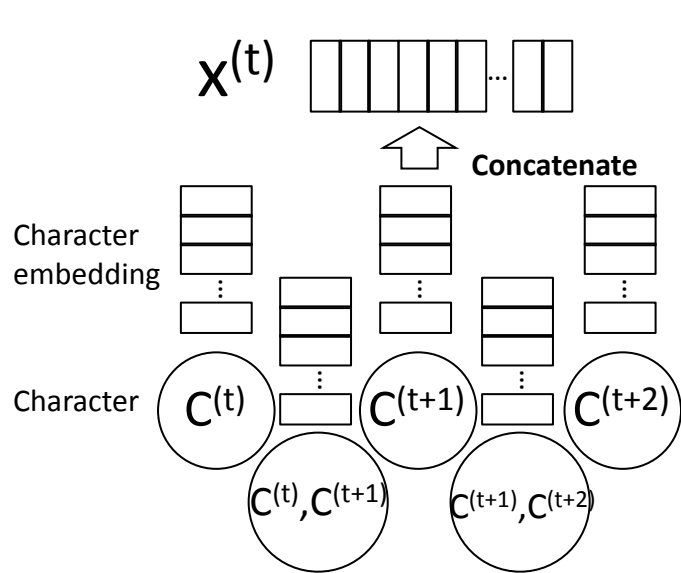 x^(t)
...
Concatenate
Character
embedding
Character
C^(t)
C^(t+1)
C^(t+2)
C^(t),C^(t+1)
C^(t+1),C^(t+2)